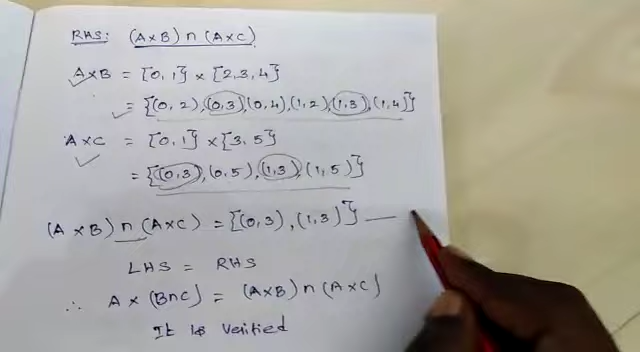 RHS: (A×B) ∩ (A×C)
A×B = {0,1} × {2,3,4}
= {(0,2),(0,3),(0,4),(1,2),(1,3),(1,4)}
A×C = {0,1} × {3,5}
= {(0,3),(0,5),(1,3),(1,5)}
(A×B) ∩ (A×C) = {(0,3),(1,3)} —
LHS = RHS
∴ A×(B∩C) = (A×B) ∩ (A×C)
It is verified